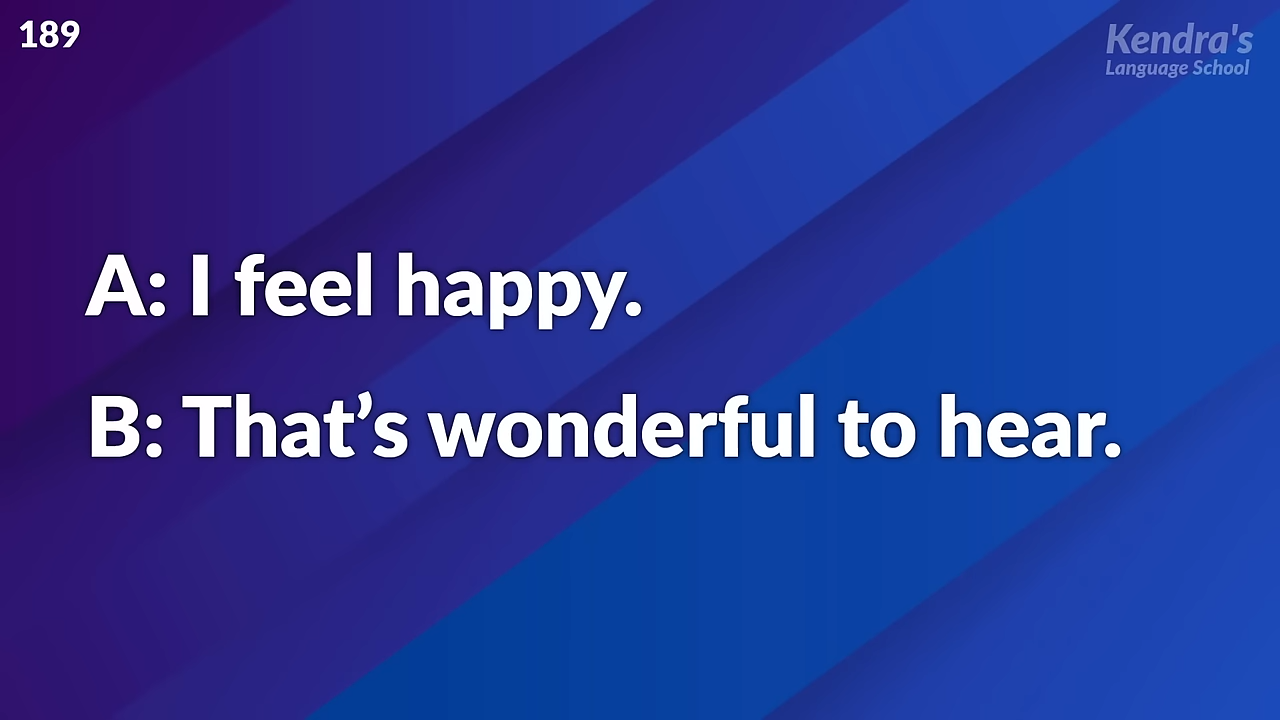 189
Kendra's
Language School
A: I feel happy.
B: That’s wonderful to hear.